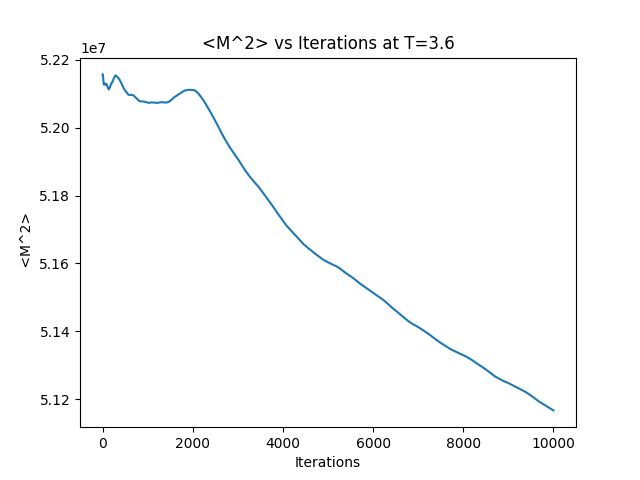 <M^2> vs Iterations at T=3.6
1e7
5.22
5.20
5.18
5.16
5.14
5.12
<M^2>
0 2000 4000 6000 8000 10000
Iterations